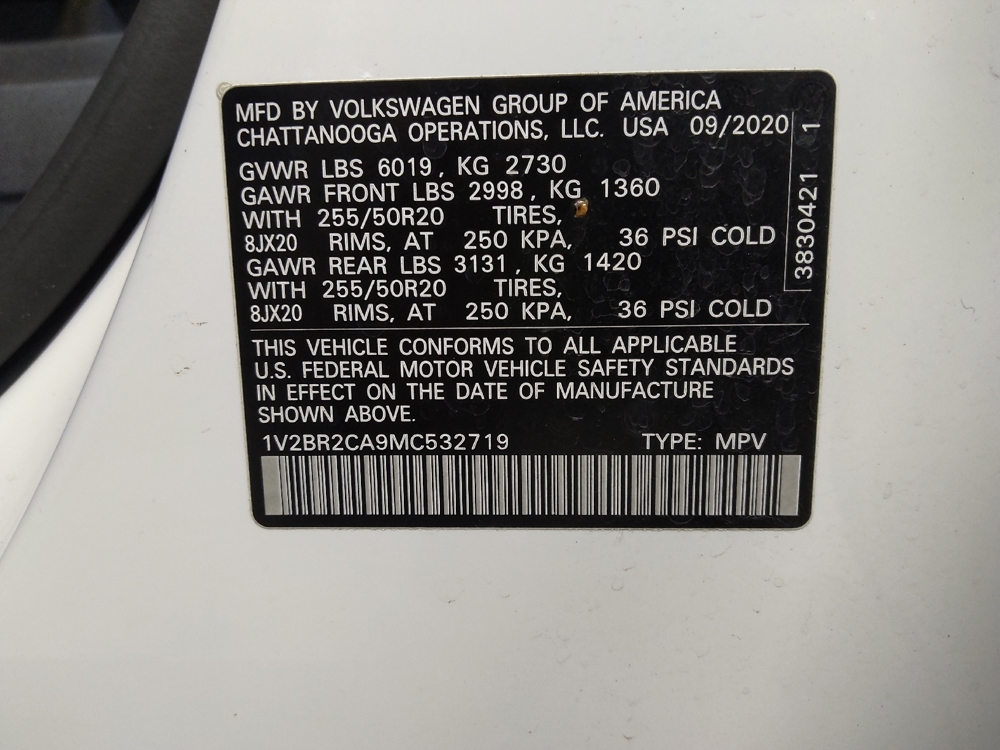 MFD BY VOLKSWAGEN GROUP OF AMERICA
CHATTANOOGA OPERATIONS, LLC. USA 09/2020
GVWR LBS 6019, KG 2730
GAWR FRONT LBS 2998, KG 1360
WITH 255/50R20 TIRES,
8JX20 RIMS, AT 250 KPA, 36 PSI COLD
GAWR REAR LBS 3131, KG 1420
WITH 255/50R20 TIRES,
8JX20 RIMS, AT 250 KPA, 36 PSI COLD
3830421 1
THIS VEHICLE CONFORMS TO ALL APPLICABLE
U.S. FEDERAL MOTOR VEHICLE SAFETY STANDARDS
IN EFFECT ON THE DATE OF MANUFACTURE
SHOWN ABOVE.
1V2BR2CA9MC532719 TYPE: MPV